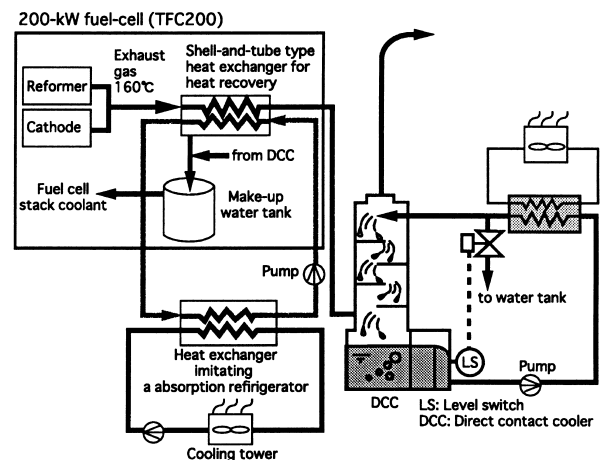 200-kW fuel-cell (TFC200)
Reformer
Cathode
Exhaust
gas
160℃
Shell-and-tube type
heat exchanger for
heat recovery
from DCC
Fuel cell
stack coolant
Make-up
water tank
Pump
to water tank
Heat exchanger
imitating
a absorption refirigerator
Cooling tower
LS
DCC
Pump
LS: Level switch
DCC: Direct contact cooler